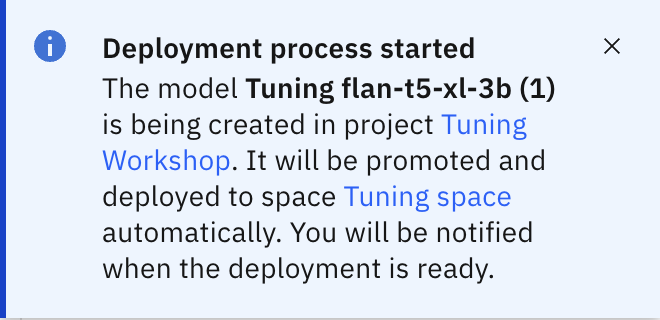 Deployment process started
The model Tuning flan-t5-xl-3b (1)
is being created in project Tuning
Workshop. It will be promoted and
deployed to space Tuning space
automatically. You will be notified
when the deployment is ready.